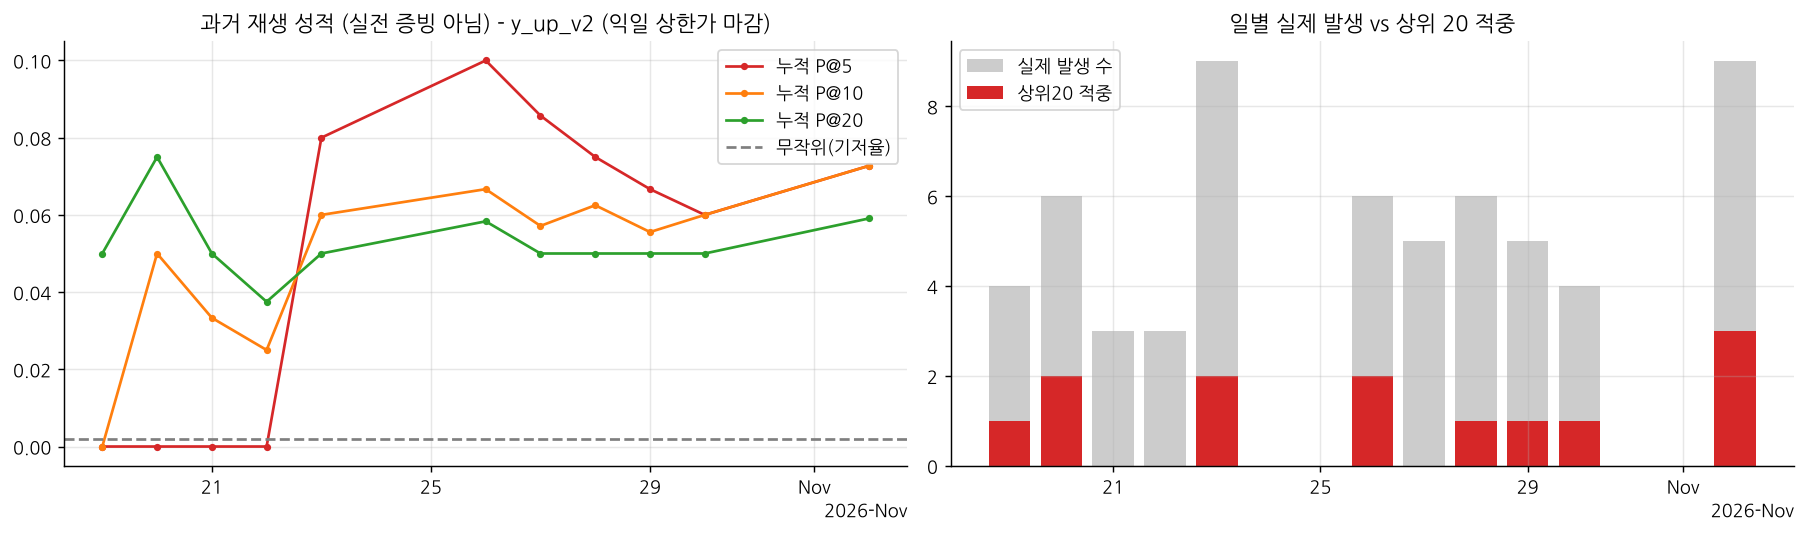 과거 재생 성적 (실전 증빙 아님) - y_up_v2 (익일 상한가 마감)
0.10
0.08
0.06
0.04
0.02
0.00
누적 P@5
누적 P@10
누적 P@20
무작위(기저율)
21
25
29
Nov
2026-Nov
일별 실제 발생 vs 상위 20 적중
8
6
4
2
0
실제 발생 수
상위20 적중
21
25
29
Nov
2026-Nov